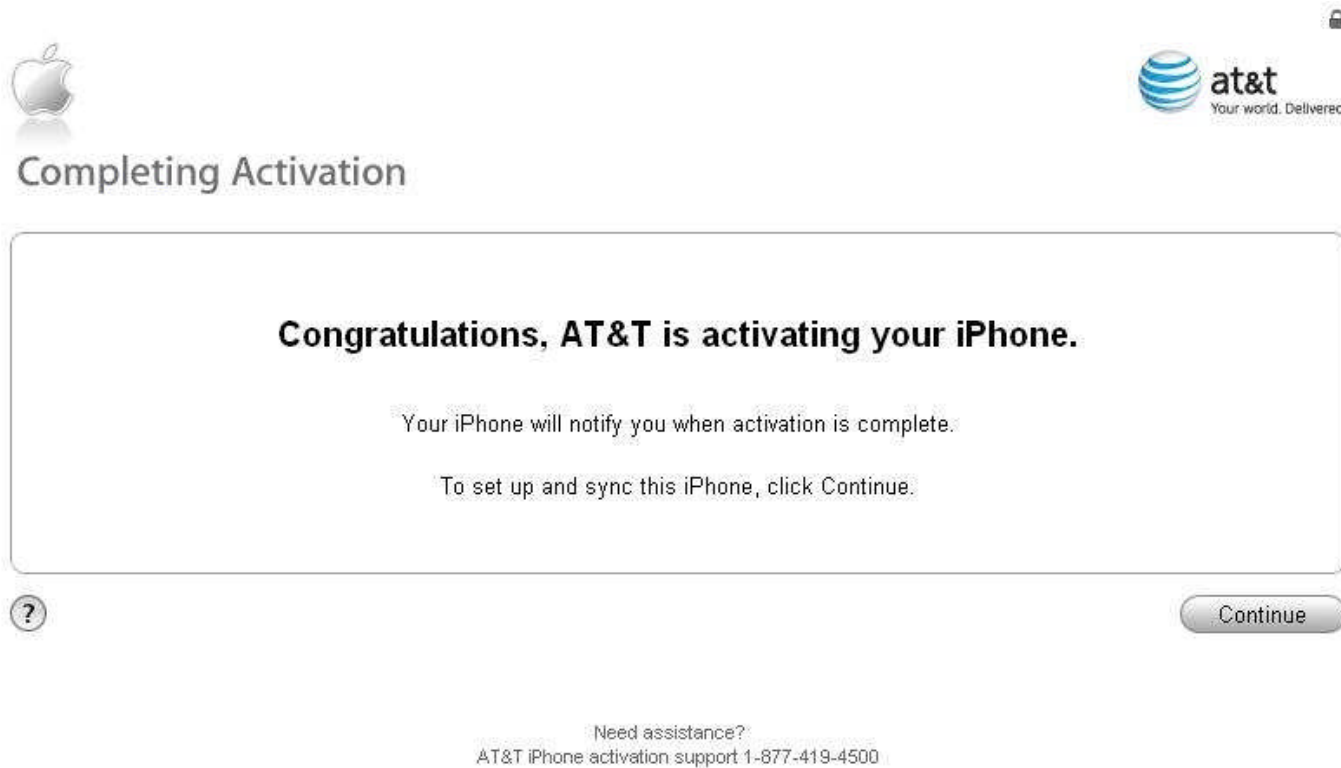 at&t
Your world. Delivered
Completing Activation
Congratulations, AT&T is activating your iPhone.
Your iPhone will notify you when activation is complete.
To set up and sync this iPhone, click Continue.
?
Continue
Need assistance?
AT&T iPhone activation support 1-877-419-4500